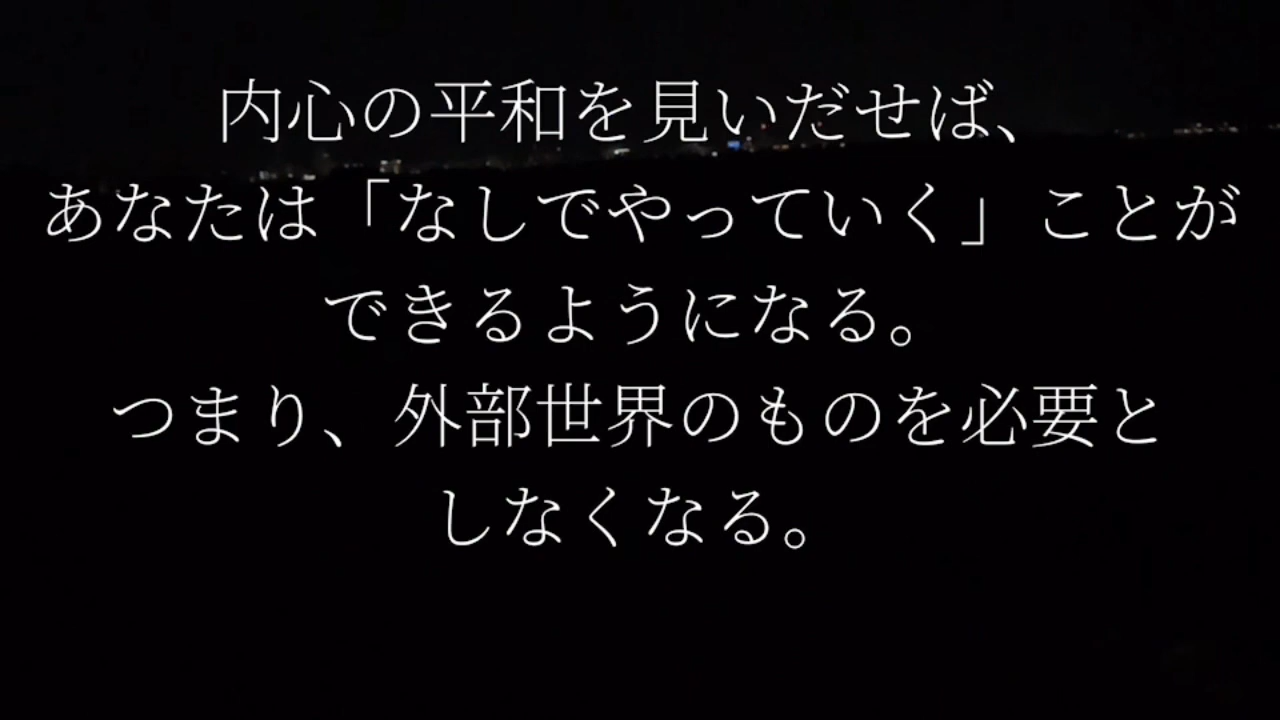 内心の平和を見いだせば、
あなたは「なしでやっていく」ことが
できるようになる。
つまり、外部世界のものを必要と
しなくなる。